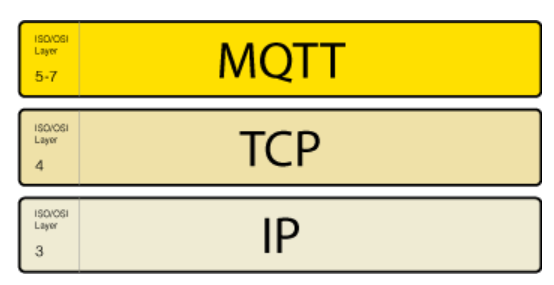 ISO/OSI
Layer
5-7
MQTT
ISO/OSI
Layer
4
TCP
ISO/OSI
Layer
3
IP